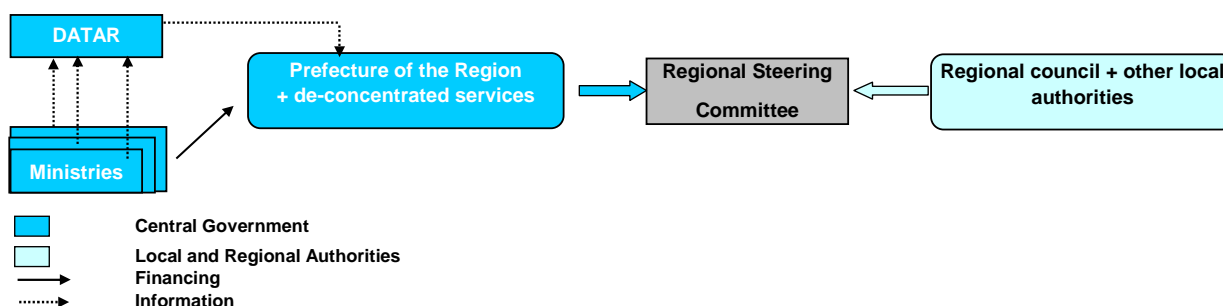 DATAR
Prefecture of the Region
+ de-concentrated services
Regional Steering
Committee
Regional council + other local
authorities
Ministries
Central Government
Local and Regional Authorities
Financing
Information